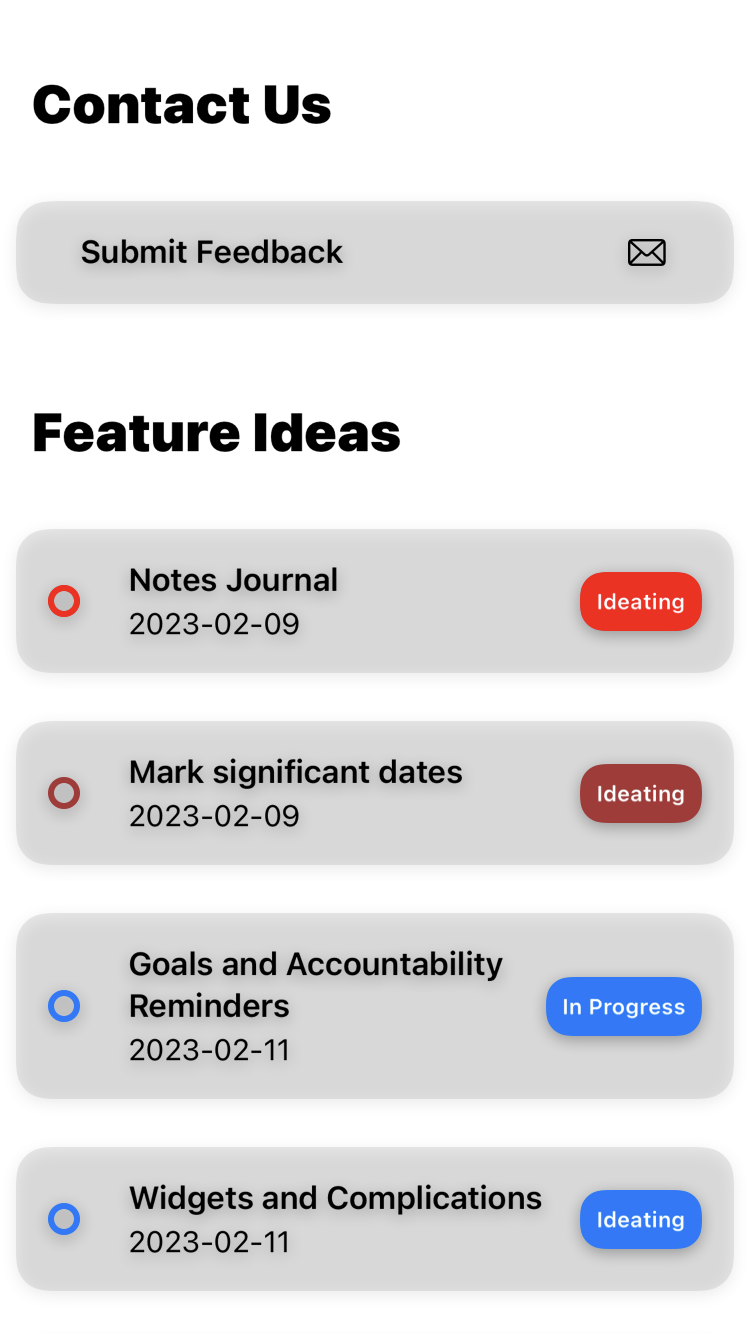 Contact Us
Submit Feedback
Feature Ideas
Notes Journal
2023-02-09
Ideating
Mark significant dates
2023-02-09
Ideating
Goals and Accountability
Reminders
2023-02-11
In Progress
Widgets and Complications
2023-02-11
Ideating